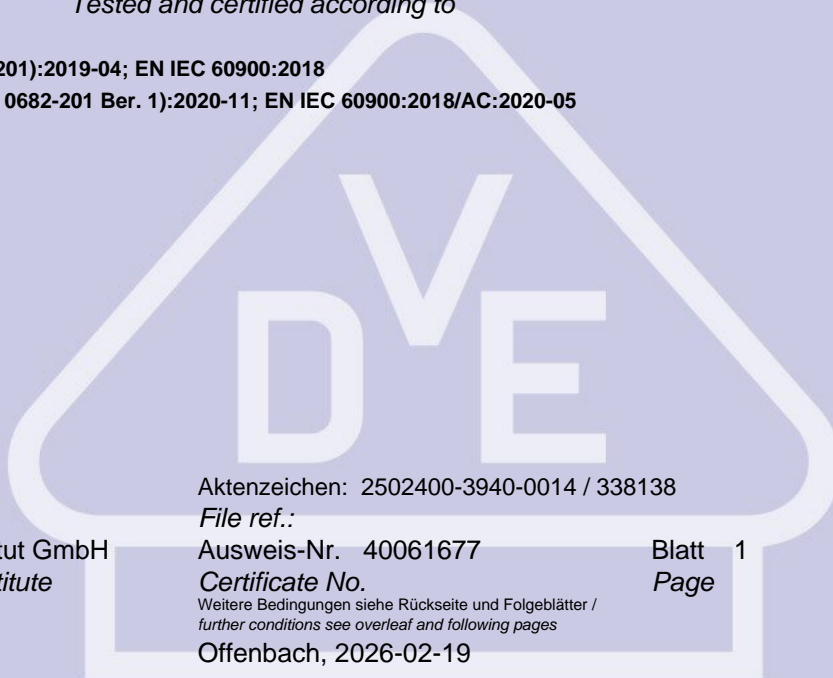 Tested and certified according to
201):2019-04; EN IEC 60900:2018
0682-201 Ber. 1):2020-11; EN IEC 60900:2018/AC:2020-05
VDE
Aktenzeichen: 2502400-3940-0014 / 338138
File ref.:
tut GmbH Ausweis-Nr. 40061677 Blatt 1
titute Certificate No. Page
Weitere Bedingungen siehe Rückseite und Folgeblätter /
further conditions see overleaf and following pages
Offenbach, 2026-02-19